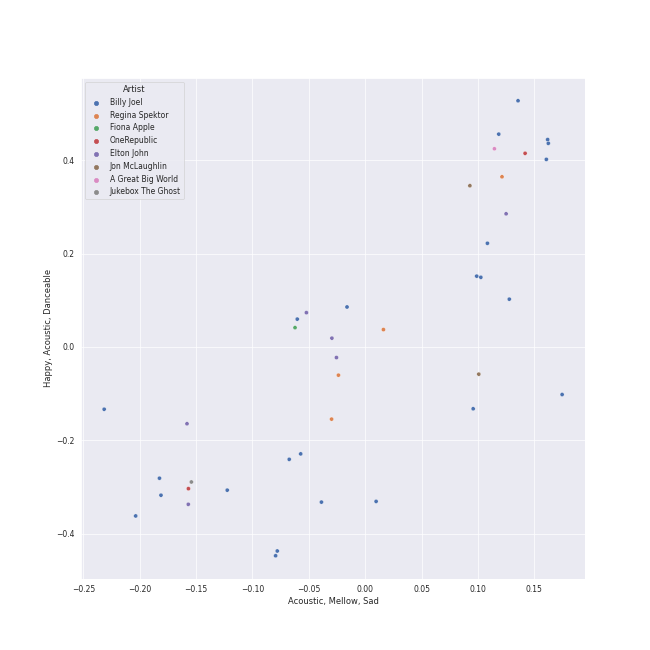 Artist
Billy Joel
Regina Spektor
Fiona Apple
OneRepublic
Elton John
Jon McLaughlin
A Great Big World
Jukebox The Ghost
Happy, Acoustic, Danceable
0.4
0.2
0.0
−0.2
−0.4
−0.25 −0.20 −0.15 −0.10 −0.05 0.00 0.05 0.10 0.15
Acoustic, Mellow, Sad